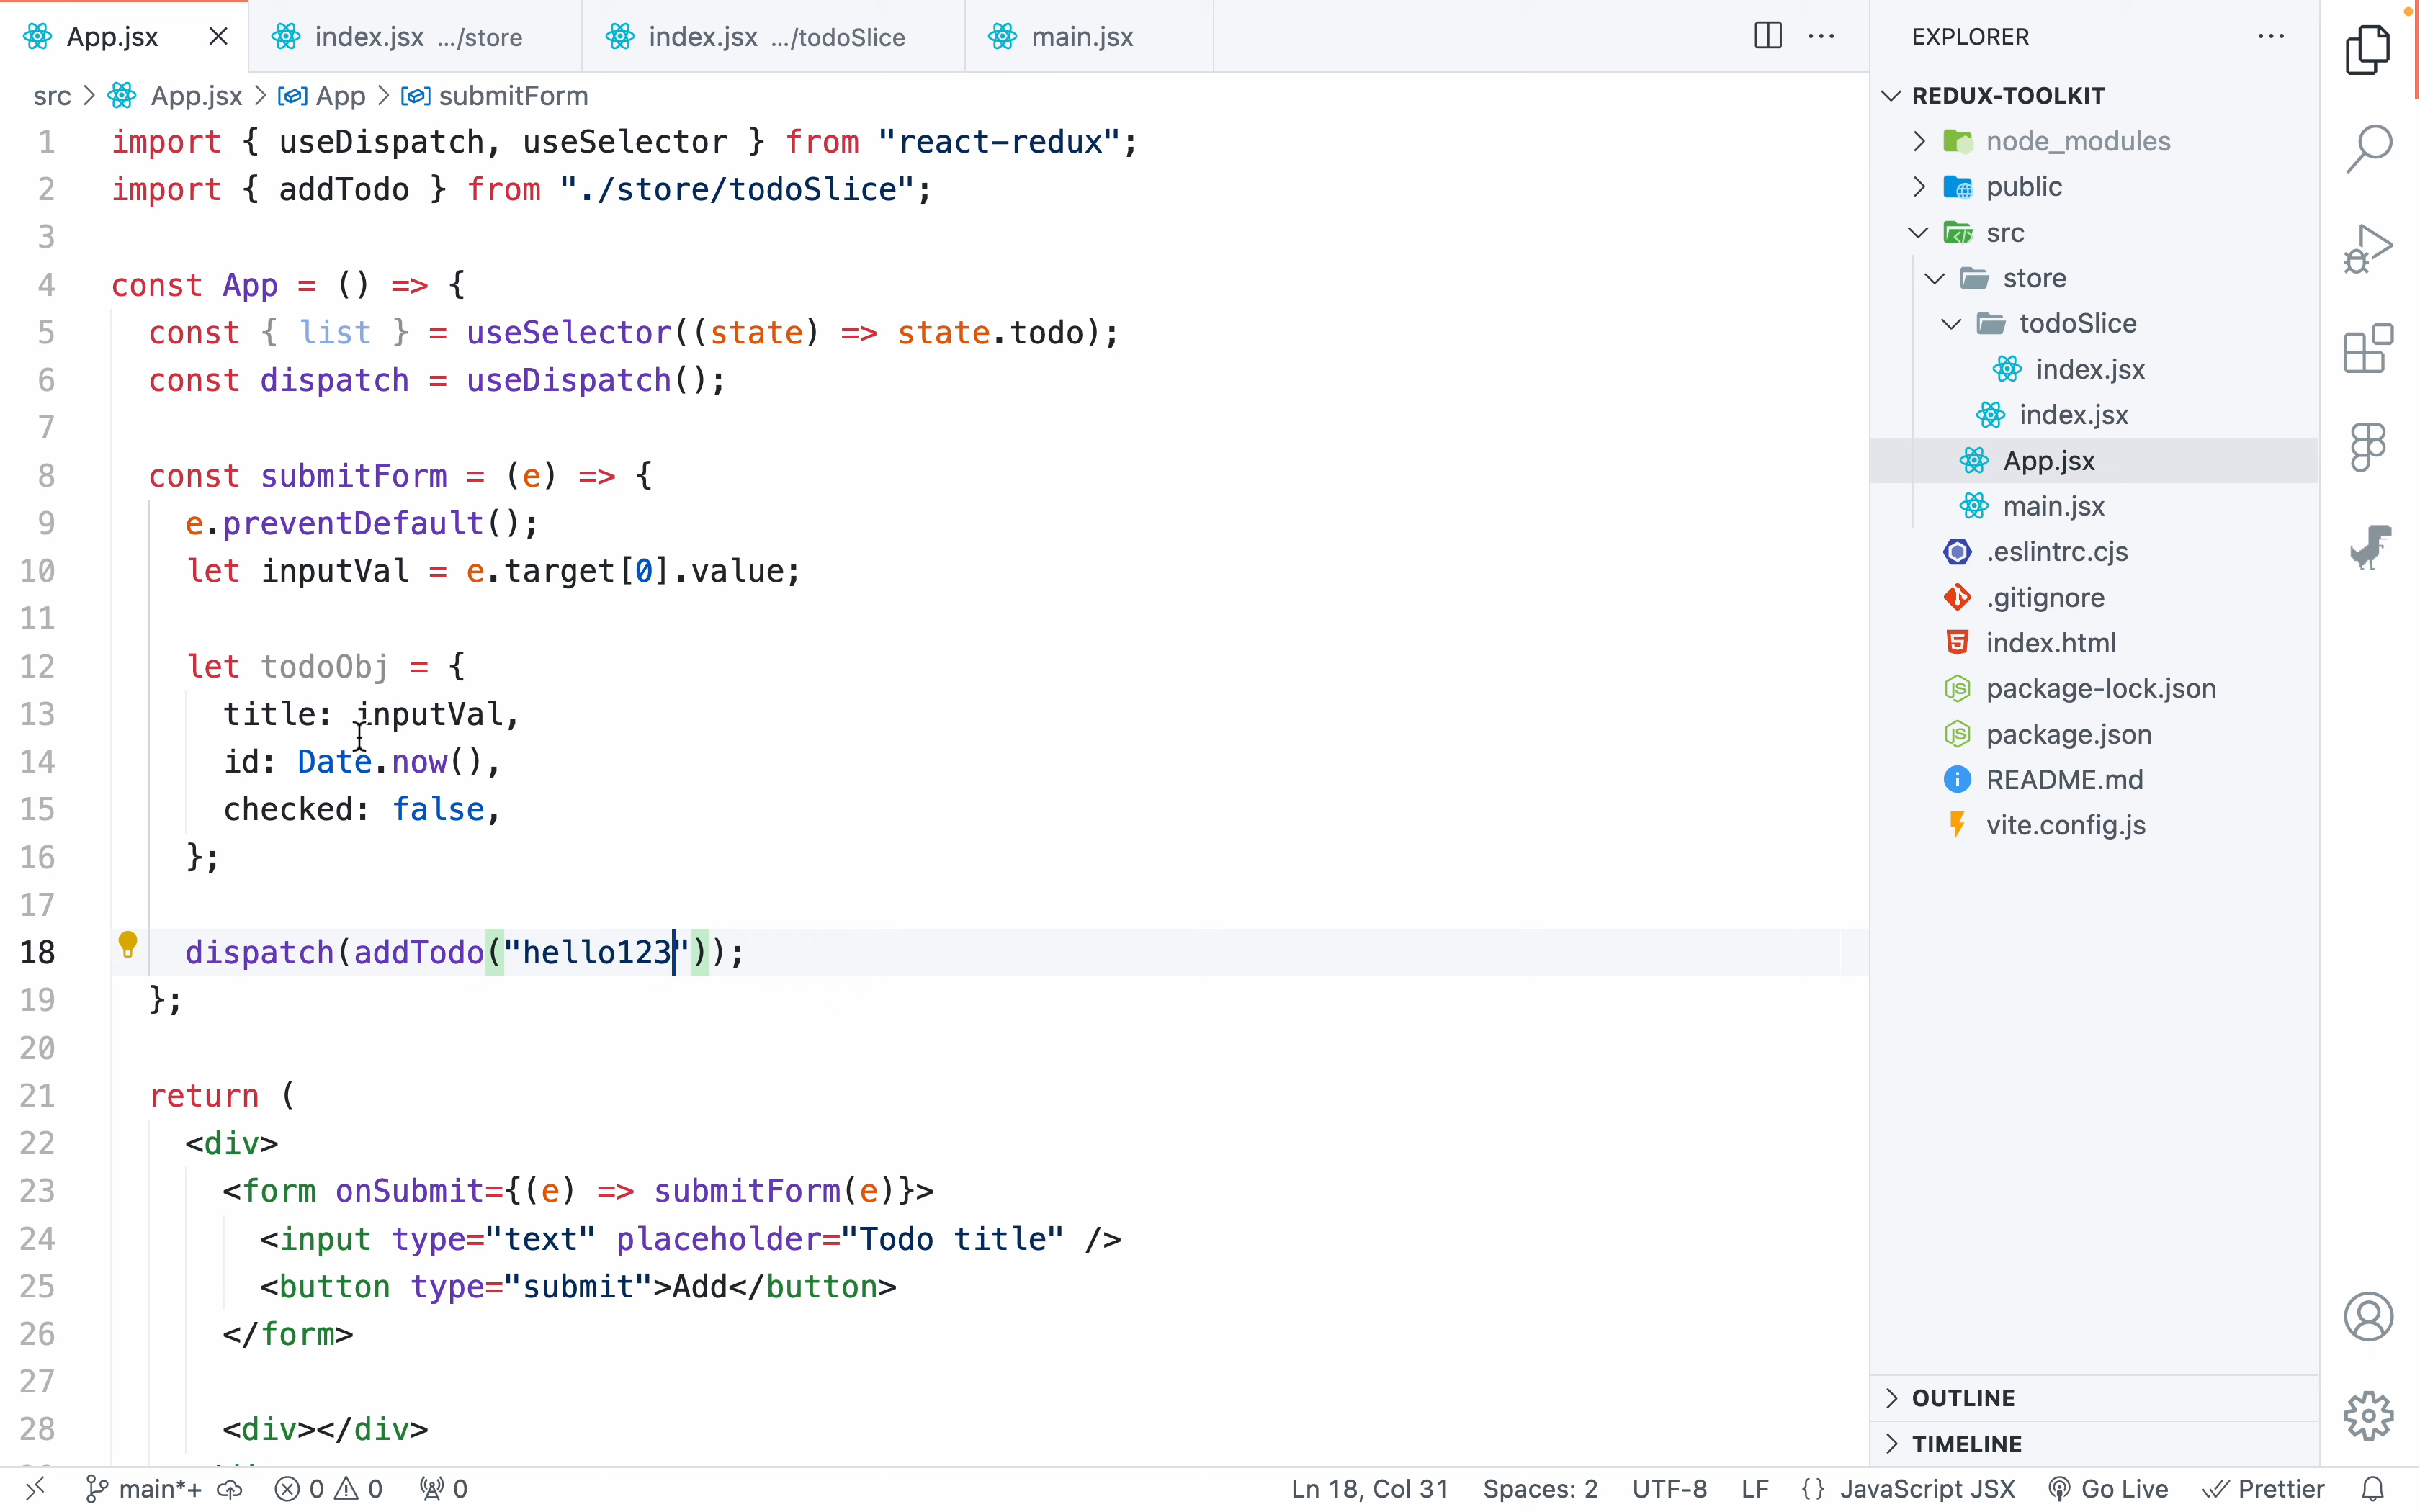 App.jsx
index.jsx .../store
index.jsx .../todoSlice
main.jsx
src > App.jsx > App > submitForm
1 import { useDispatch, useSelector } from "react-redux";
2 import { addTodo } from "./store/todoSlice";
3
4 const App = () => {
5 const { list } = useSelector((state) => state.todo);
6 const dispatch = useDispatch();
7
8 const submitForm = (e) => {
9 e.preventDefault();
10 let inputVal = e.target[0].value;
11
12 let todoObj = {
13 title: inputVal,
14 id: Date.now(),
15 checked: false,
16 };
17
18 dispatch(addTodo("hello123"));
19 };
20
21 return (
22 <div>
23 <form onSubmit={(e) => submitForm(e)}>
24 <input type="text" placeholder="Todo title" />
25 <button type="submit">Add</button>
26 </form>
27
28 <div></div>
EXPLORER
REDUX-TOOLKIT
node_modules
public
src
store
todoSlice
index.jsx
index.jsx
App.jsx
main.jsx
.eslintrc.cjs
.gitignore
index.html
package-lock.json
package.json
README.md
vite.config.js
OUTLINE
TIMELINE
main*+ 0 0 0 Ln 18, Col 31 Spaces: 2 UTF-8 LF {} JavaScript JSX Go Live Prettier